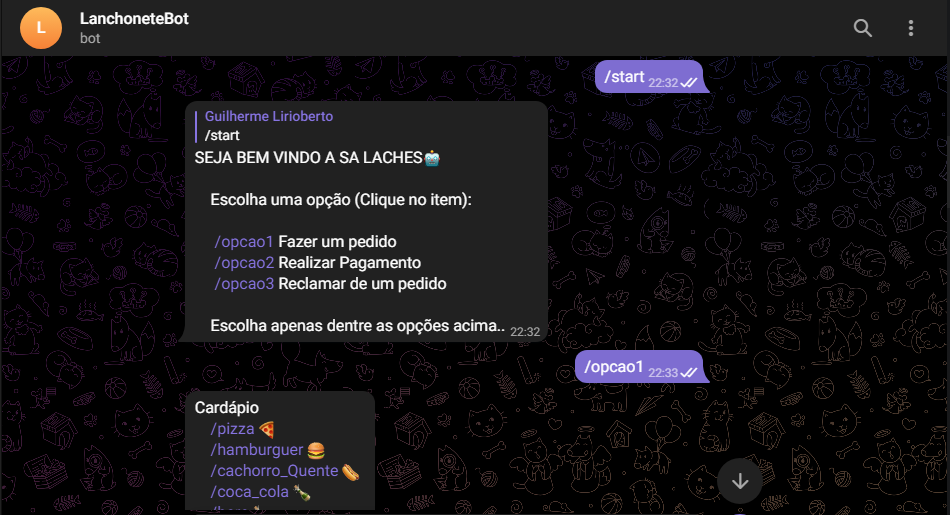 L
LanchoneteBot
bot
/start 22:32
Guilherme Lirioberto
/start
SEJA BEM VINDO A SA LACHES🧁
Escolha uma opção (Clique no item):
/opcao1 Fazer um pedido
/opcao2 Realizar Pagamento
/opcao3 Reclamar de um pedido
Escolha apenas dentre as opções acima.. 22:32
/opcao1 22:33
Cardápio
/pizza 🍕
/hamburguer 🍔
/cachorro_Quente 🌭
/coca_cola 🍾